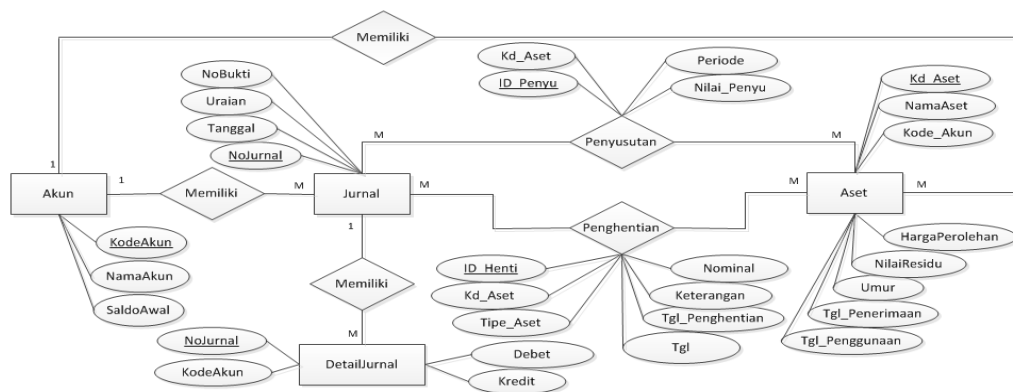 Memiliki
Kd_Aset
Periode
ID_Penyu
Nilai_Penyu
NoBukti
Uraian
Tanggal
NoJurnal
Kd_Aset
NamaAset
Kode_Akun
M
Penyusutan
M
1
Akun
1
Memiliki
M
Jurnal
M
M
Aset
M
Penghentian
KodeAkun
NamaAkun
SaldoAwal
1
Memiliki
M
ID_Henti
Kd_Aset
Tipe_Aset
Nominal
Keterangan
Tgl_Penghentian
Tgl
HargaPerolehan
NilaiResidu
Umur
Tgl_Penerimaan
Tgl_Penggunaan
NoJurnal
KodeAkun
DetailJurnal
Debet
Kredit